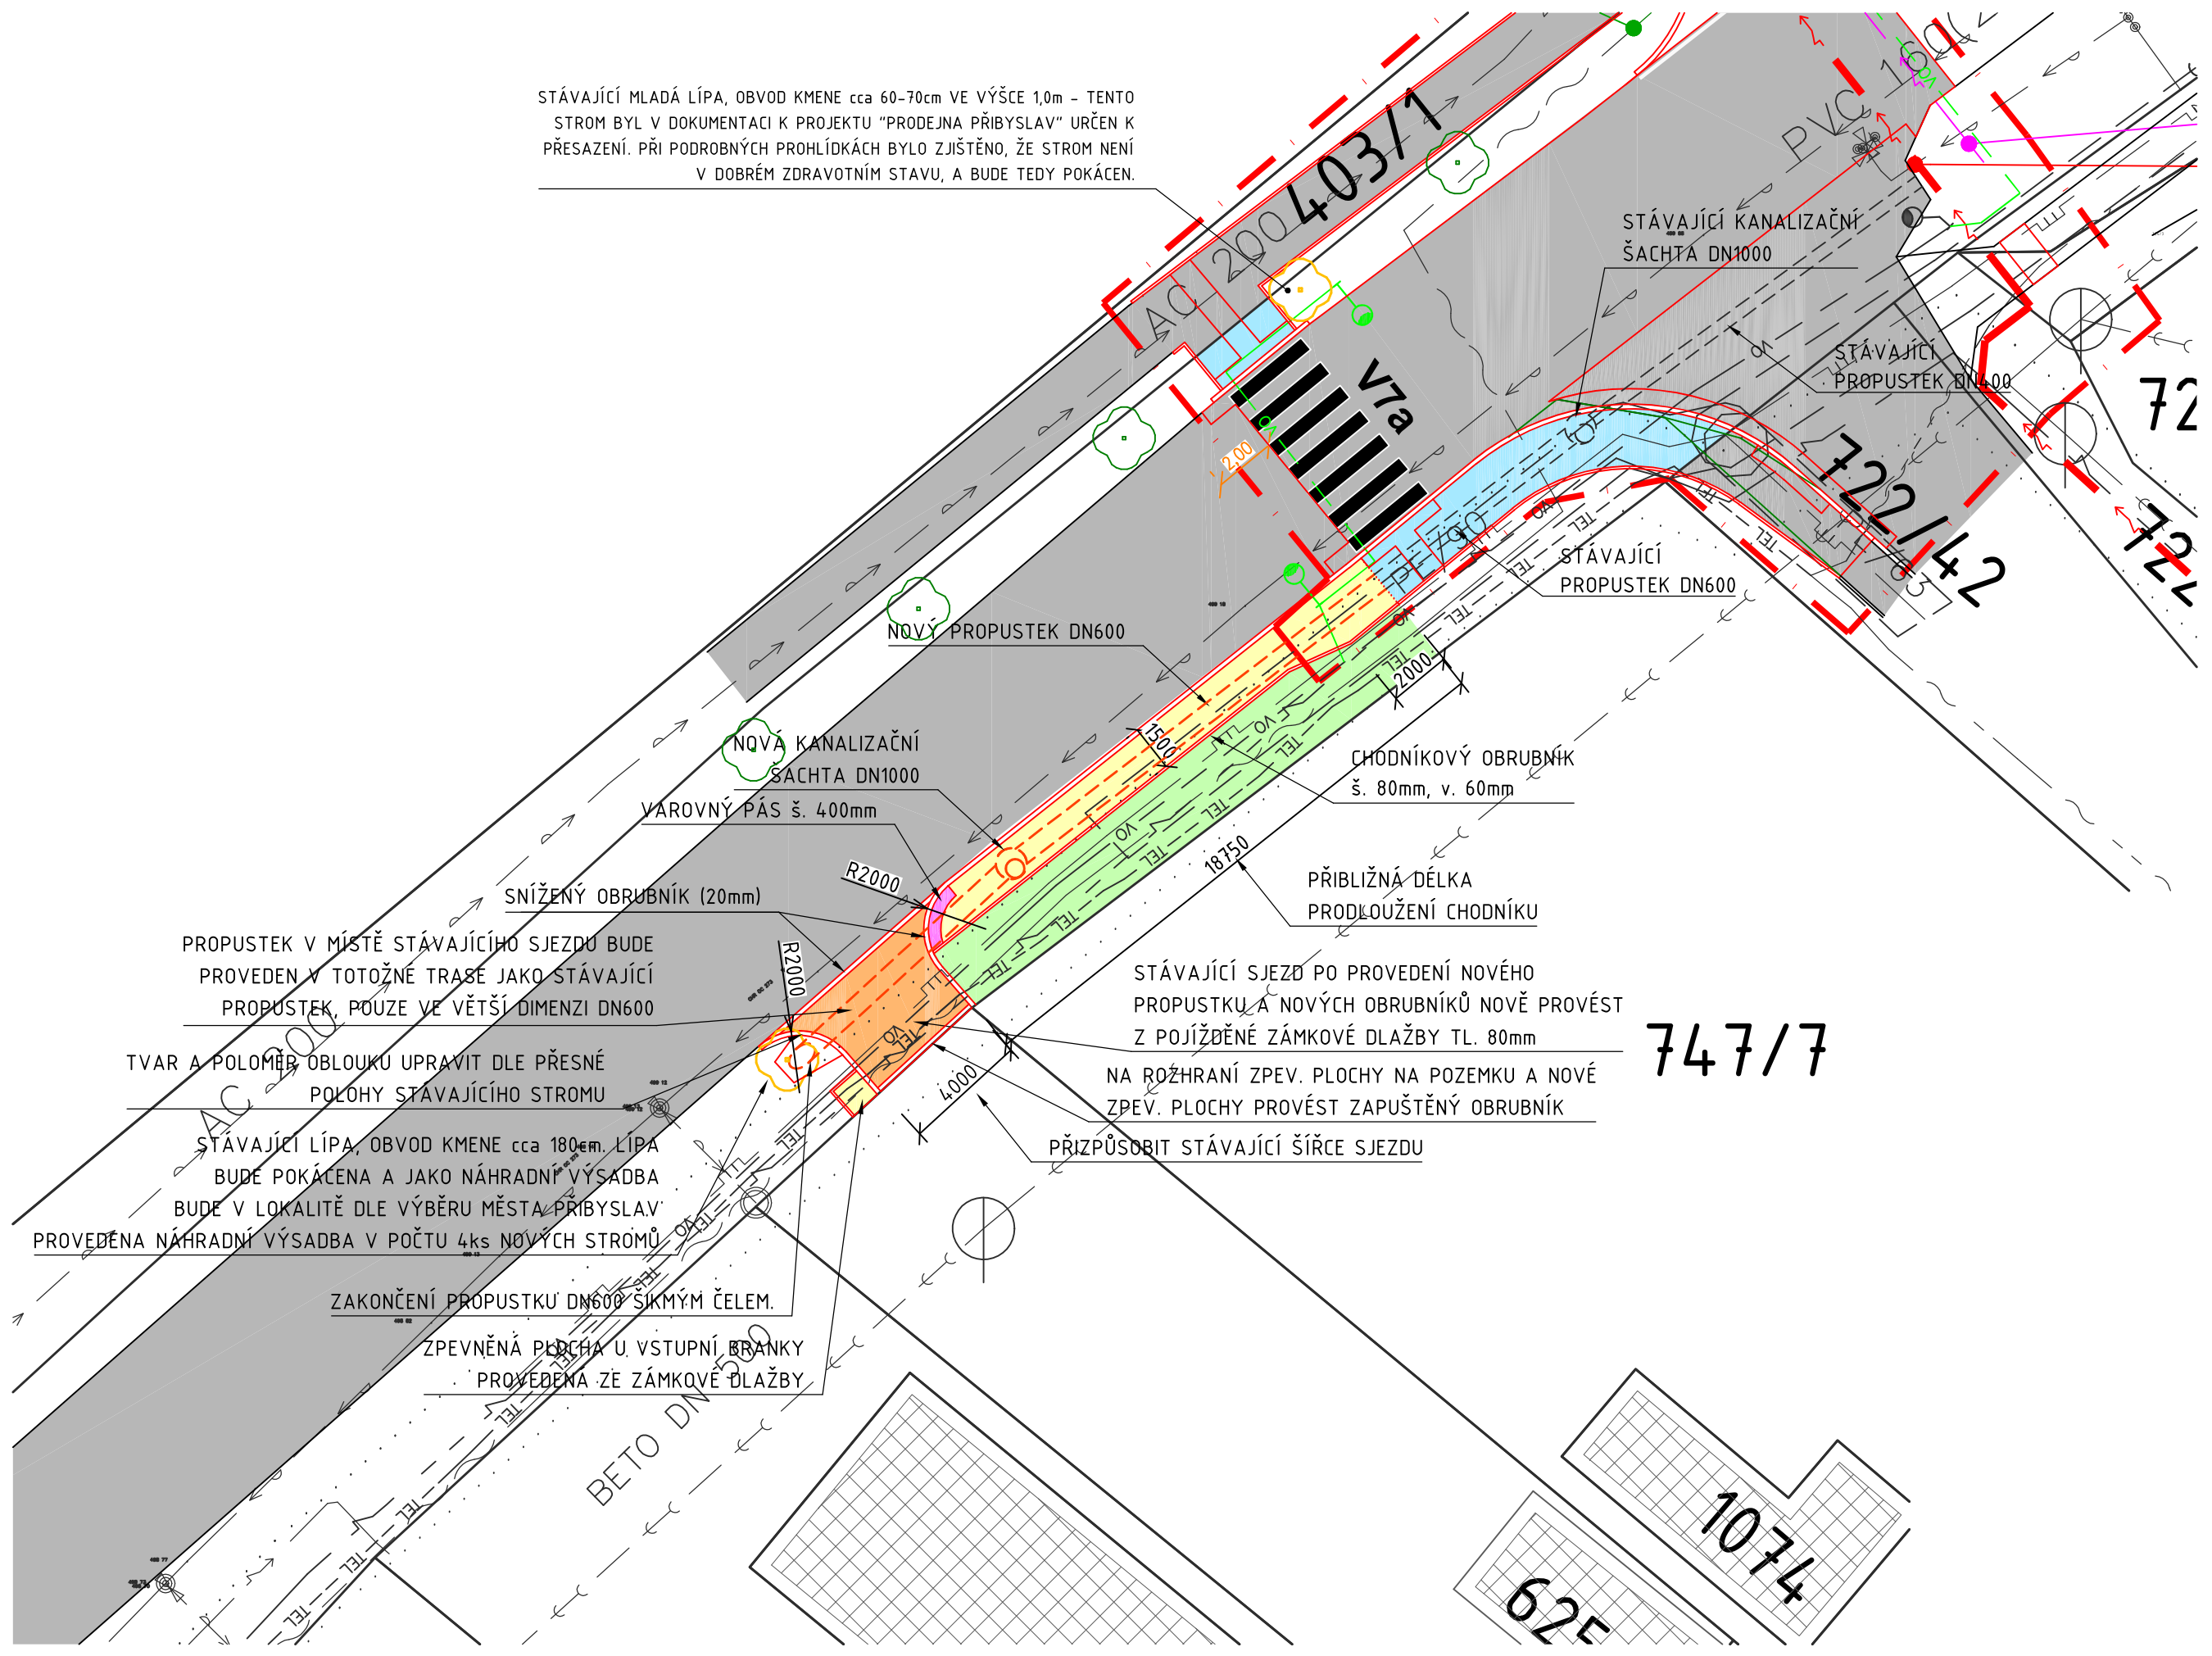 STÁVAJÍCÍ MLADÁ LÍPA, OBVOD KMENE cca 60-70cm VE VÝŠCE 1,0m - TENTO
STROM BYL V DOKUMENTACI K PROJEKTU "PRODEJNA PŘIBYSLAV" URČEN K
PŘESAZENÍ. PŘI PODROBNÝCH PROHLÍDKÁCH BYLO ZJIŠTĚNO, ŽE STROM NENÍ
V DOBRÉM ZDRAVOTNÍM STAVU, A BUDE TEDY POKÁCEN.
403/1
AC 200
PVC 160
STÁVAJÍCÍ KANALIZAČNÍ
ŠACHTA DN1000
STÁVAJÍCÍ
PROPUSTEK DN400
V7a
2,00
722/42
STÁVAJÍCÍ
PROPUSTEK DN600
NOVÝ PROPUSTEK DN600
2000
1500
NOVÁ KANALIZAČNÍ
ŠACHTA DN1000
VAROVNÝ PÁS š. 400mm
CHODNÍKOVÝ OBRUBNÍK
š. 80mm, v. 60mm
18750
R2000
SNÍŽENÝ OBRUBNÍK (20mm)
PŘIBLIŽNÁ DÉLKA
PRODLOUŽENÍ CHODNÍKU
PROPUSTEK V MÍSTĚ STÁVAJÍCÍHO SJEZDU BUDE
PROVEDEN V TOTOŽNÉ TRASE JAKO STÁVAJÍCÍ
PROPUSTEK, POUZE VE VĚTŠÍ DIMENZI DN600
R2000
STÁVAJÍCÍ SJEZD PO PROVEDENÍ NOVÉHO
PROPUSTKU A NOVÝCH OBRUBNÍKŮ NOVĚ PROVÉST
Z POJÍŽDĚNÉ ZÁMKOVÉ DLAŽBY TL. 80mm
747/7
TVAR A POLOMĚR OBLOUKU UPRAVIT DLE PŘESNÉ
POLOHY STÁVAJÍCÍHO STROMU
AC 200
NA ROZHRANÍ ZPEV. PLOCHY NA POZEMKU A NOVÉ
ZPEV. PLOCHY PROVÉST ZAPUŠTĚNÝ OBRUBNÍK
4000
PŘIZPŮSOBIT STÁVAJÍCÍ ŠÍŘCE SJEZDU
STÁVAJÍCÍ LÍPA, OBVOD KMENE cca 180cm. LÍPA
BUDE POKÁCENA A JAKO NÁHRADNÍ VÝSADBA
BUDE V LOKALITĚ DLE VÝBĚRU MĚSTA PŘIBYSLAV
PROVEDENA NÁHRADNÍ VÝSADBA V POČTU 4ks NOVÝCH STROMŮ
ZAKONČENÍ PROPUSTKU DN600 ŠIKMÝM ČELEM.
ZPEVNĚNÁ PLOCHA U VSTUPNÍ BRANKY
PROVEDENA ZE ZÁMKOVÉ DLAŽBY
BETO DN 500
1074
625
TEL
VO